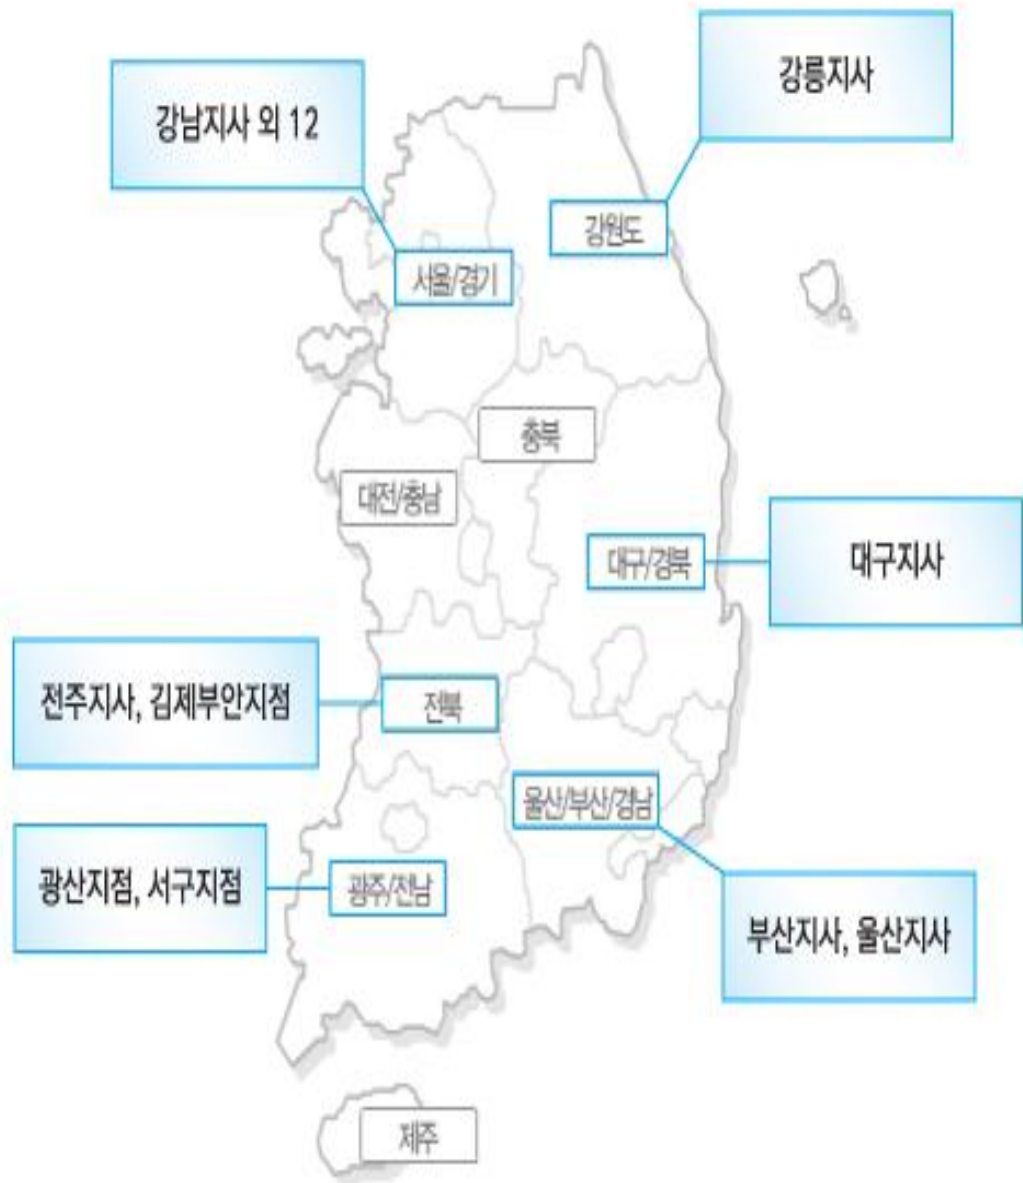 강릉지사
강남지사 외 12
강원도
서울/경기
충북
대전/충남
대구/경북
대구지사
전주지사, 김제부안지점
전북
울산/부산/경남
광산지점, 서구지점
광주/전남
부산지사, 울산지사
제주